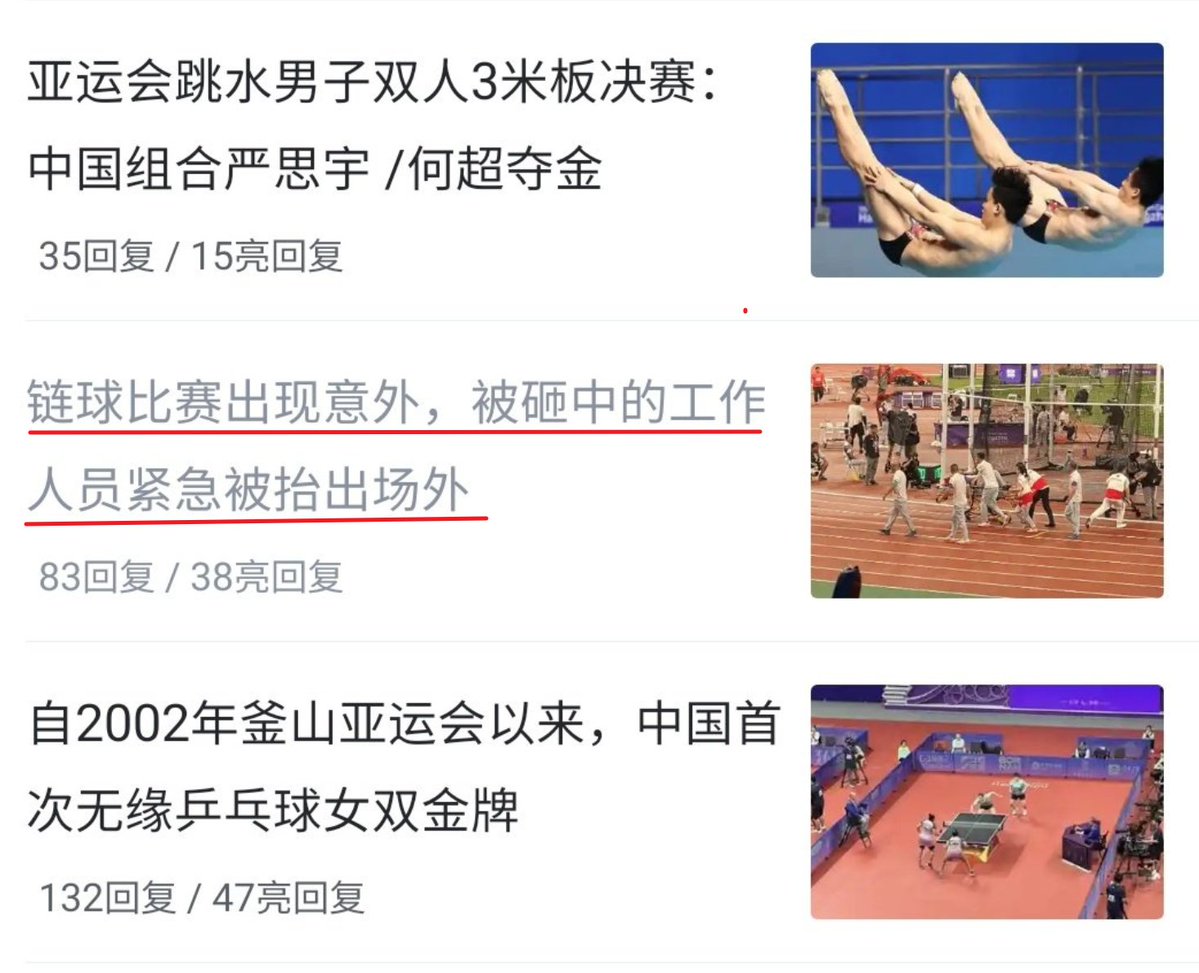 亚运会跳水男子双人3米板决赛：
中国组合严思宇 /何超夺金
35回复 / 15亮回复
链球比赛出现意外，被砸中的工作
人员紧急被抬出场外
83回复 / 38亮回复
自2002年釜山亚运会以来，中国首
次无缘乒乓球女双金牌
132回复 / 47亮回复